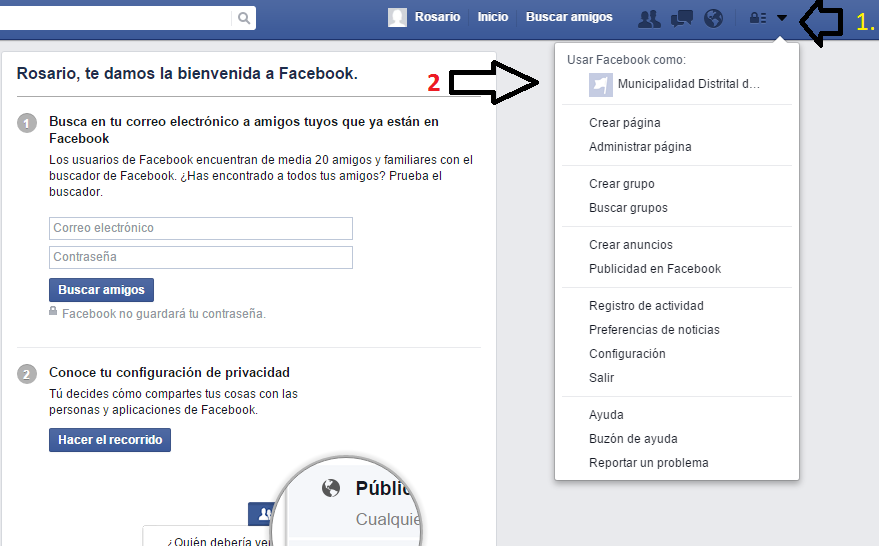 Rosario
Inicio
Buscar amigos
1.
Rosario, te damos la bienvenida a Facebook.
1
Busca en tu correo electrónico a amigos tuyos que ya están en
Facebook
Los usuarios de Facebook encuentran de media 20 amigos y familiares con el
buscador de Facebook. ¿Has encontrado a todos tus amigos? Prueba el
buscador.
Correo electrónico
Contraseña
Buscar amigos
Facebook no guardará tu contraseña.
2
Conoce tu configuración de privacidad
Tú decides cómo compartes tus cosas con las
personas y aplicaciones de Facebook.
Hacer el recorrido
Públic
Cualquie
¿Quién debería ver
2
Usar Facebook como:
Municipalidad Distrital d...
Crear página
Administrar página
Crear grupo
Buscar grupos
Crear anuncios
Publicidad en Facebook
Registro de actividad
Preferencias de noticias
Configuración
Salir
Ayuda
Buzón de ayuda
Reportar un problema